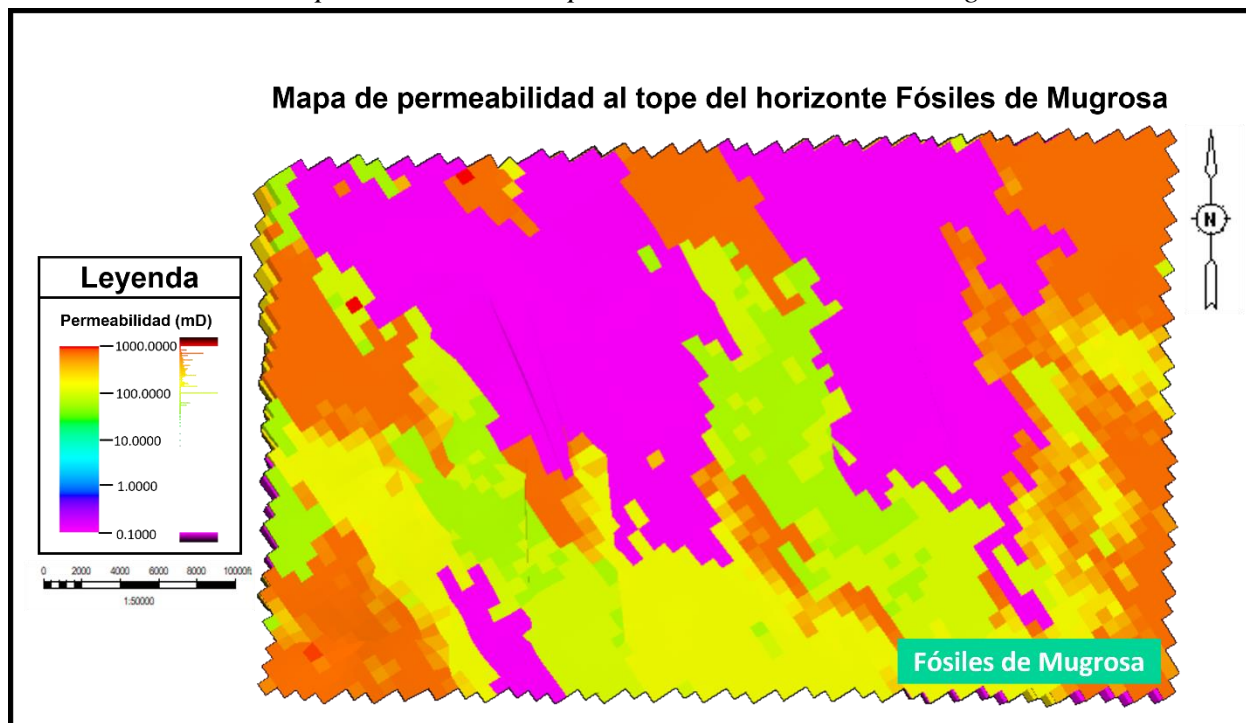 Mapa de permeabilidad al tope del horizonte Fósiles de Mugrosa
N
Leyenda
Permeabilidad (mD)
1000.0000
100.0000
10.0000
1.0000
0.1000
0 2000 4000 6000 8000 10000ft
1:50000
Fósiles de Mugrosa